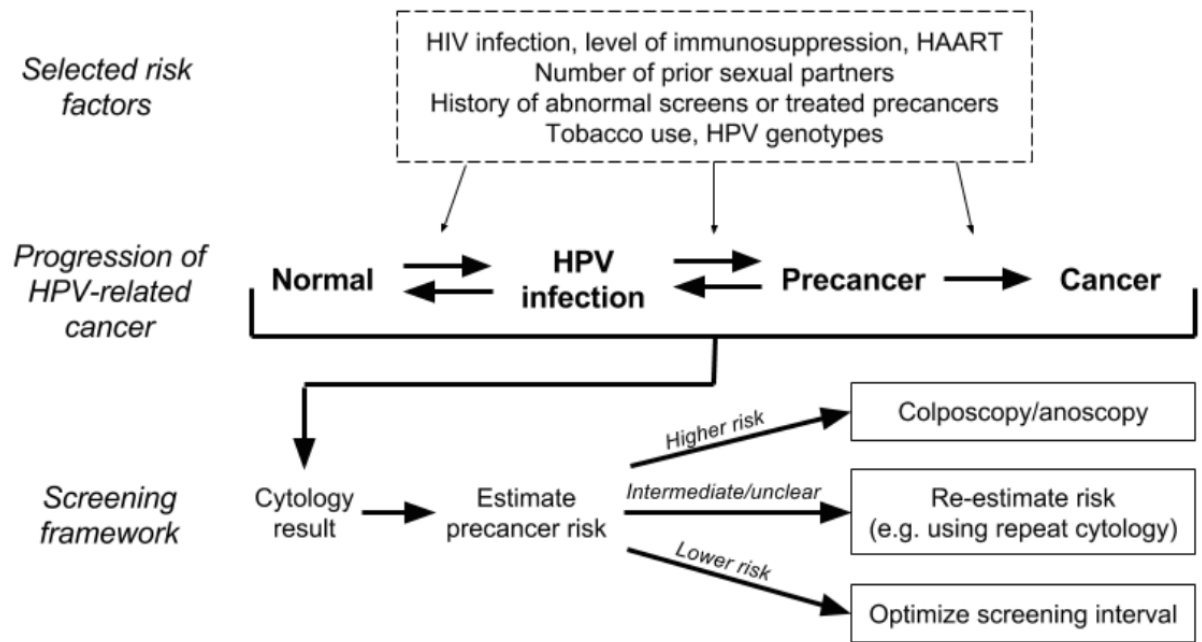 Selected risk
factors
HIV infection, level of immunosuppression, HAART
Number of prior sexual partners
History of abnormal screens or treated precancers
Tobacco use, HPV genotypes
Progression of
HPV-related
cancer
Normal
HPV
infection
Precancer
Cancer
Screening
framework
Cytology
result
Estimate
precancer risk
Higher risk
Colposcopy/anoscopy
Intermediate/unclear
Re-estimate risk
(e.g. using repeat cytology)
Lower risk
Optimize screening interval